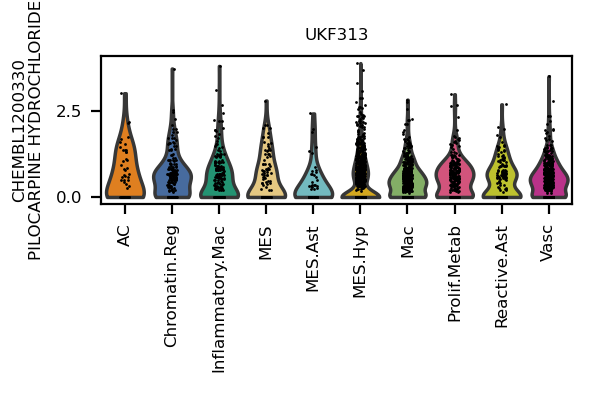 UKF313
CHEMBL1200330
PILOCARPINE HYDROCHLORIDE
2.5
0.0
AC
Chromatin.Reg
Inflammatory.Mac
MES
MES.Ast
MES.Hyp
Mac
Prolif.Metab
Reactive.Ast
Vasc